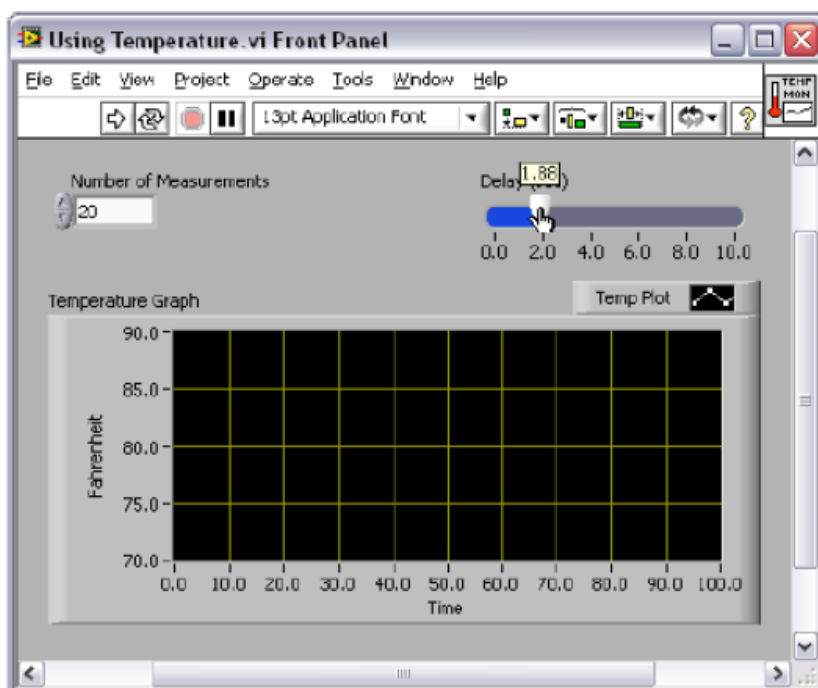 Using Temperature.vi Front Panel
File Edit View Project Operate Tools Window Help
TEMP
MON
13pt Application Font
?
Number of Measurements
20
1.88
0.0 2.0 4.0 6.0 8.0 10.0
Temperature Graph
Temp Plot
90.0
85.0
80.0
75.0
70.0
Fahrenheit
0.0 10.0 20.0 30.0 40.0 50.0 60.0 70.0 80.0 90.0 100.0
Time